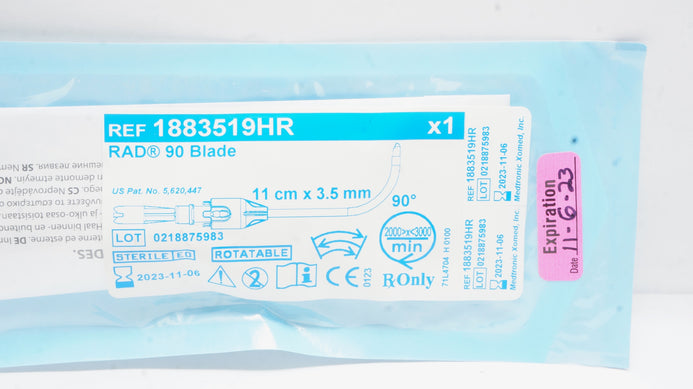 REF 1883519HR x1
RAD® 90 Blade
US Pat. No. 5,620,447
11 cm x 3.5 mm
90°
LOT 0218875983
2000>x<3000
min
STERILE EO
ROTATABLE
2023-11-06
2
i
CE 0123
Rx Only
71L4704 H 0100
REF 1883519HR
LOT 0218875983
2023-11-06
Medtronic Xomed, Inc.
REF 1883519HR
LOT 0218875983
2023-11-06
Medtronic Xomed, Inc.
Expiration
Date 11-6-23